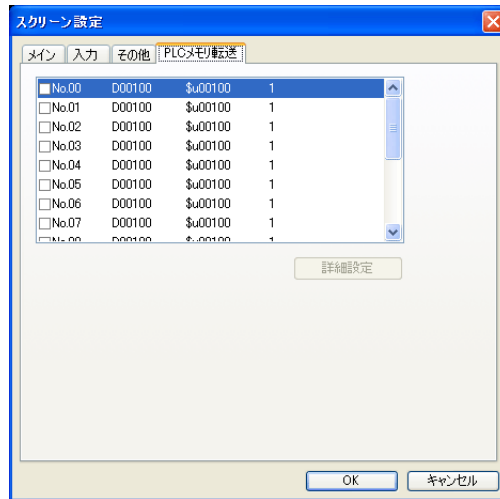 スクリーン設定
メイン 入力 その他 PLCメモリ転送
No.00 D00100 $u00100 1
No.01 D00100 $u00100 1
No.02 D00100 $u00100 1
No.03 D00100 $u00100 1
No.04 D00100 $u00100 1
No.05 D00100 $u00100 1
No.06 D00100 $u00100 1
No.07 D00100 $u00100 1
詳細設定
OK キャンセル